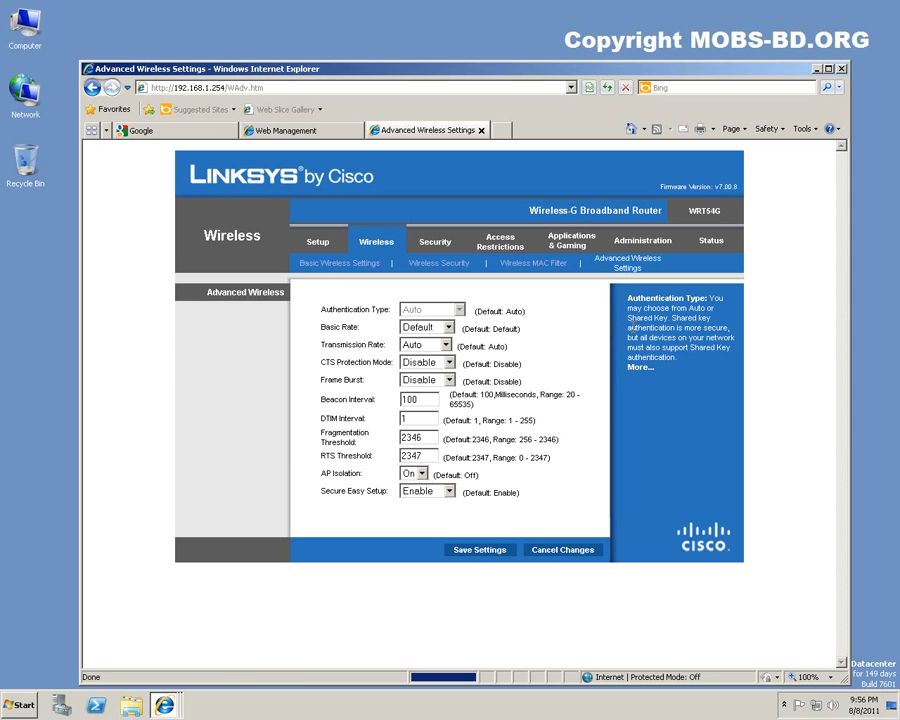 Computer
Network
Recycle Bin
Copyright MOBS-BD.ORG
Advanced Wireless Settings - Windows Internet Explorer
http://192.168.1.254/WAdv.htm
Bing
Favorites
Suggested Sites
Web Slice Gallery
Google
Web Management
Advanced Wireless Settings
Page
Safety
Tools
LINKSYS® by Cisco
Firmware Version: v7.00.8
Wireless-G Broadband Router
WRT54G
Wireless
Setup
Wireless
Security
Access
Restrictions
Applications
& Gaming
Administration
Status
Basic Wireless Settings |
Wireless Security |
Wireless MAC Filter |
Advanced Wireless
Settings
Advanced Wireless
Authentication Type: Auto (Default: Auto)
Basic Rate: Default (Default: Default)
Transmission Rate: Auto (Default: Auto)
CTS Protection Mode: Disable (Default: Disable)
Frame Burst: Disable (Default: Disable)
Beacon Interval: 100 (Default: 100,Milliseconds, Range: 20 -
65535)
DTIM Interval: 1 (Default: 1, Range: 1 - 255)
Fragmentation
Threshold: 2346 (Default:2346, Range: 256 - 2346)
RTS Threshold: 2347 (Default:2347, Range: 0 - 2347)
AP Isolation: On (Default: Off)
Secure Easy Setup: Enable (Default: Enable)
Authentication Type: You
may choose from Auto or
Shared Key. Shared key
authentication is more secure,
but all devices on your network
must also support Shared Key
authentication.
More...
Save Settings
Cancel Changes
CISCO.
Done
Internet | Protected Mode: Off
100%
Datacenter
for 149 days
Build 7601
Start
9:56 PM
8/8/2011